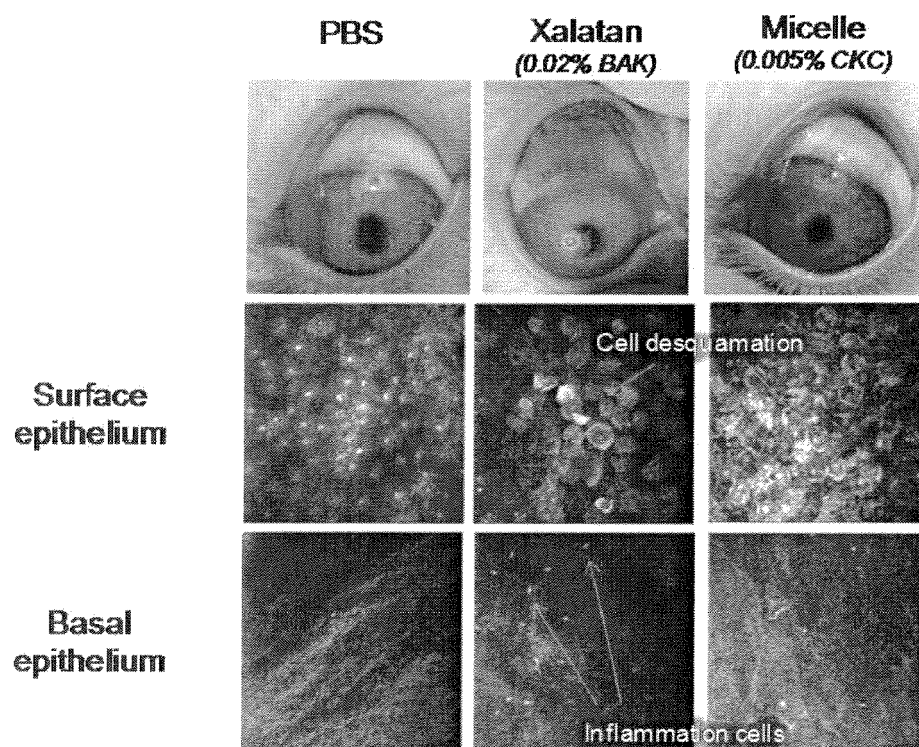 PBS
Xalatan
(0.02% BAK)
Micelle
(0.005% CKC)
Surface
epithelium
Cell desquamation
Basal
epithelium
Inflammation cells